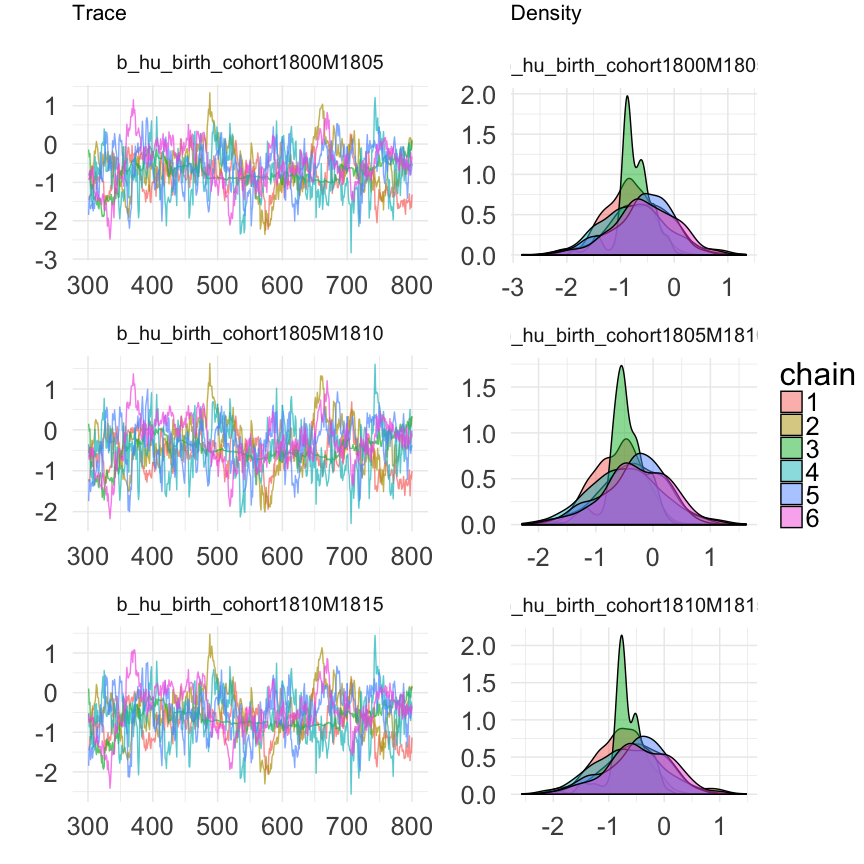 Trace
Density
b_hu_birth_cohort1800M1805
_hu_birth_cohort1800M180
1
0
-1
-2
-3
300 400 500 600 700 800
2.0
1.5
1.0
0.5
0.0
-3 -2 -1 0 1
b_hu_birth_cohort1805M1810
_hu_birth_cohort1805M181
1
0
-1
-2
300 400 500 600 700 800
1.5
1.0
0.5
0.0
-2 -1 0 1
chain
1
2
3
4
5
6
b_hu_birth_cohort1810M1815
_hu_birth_cohort1810M181
1
0
-1
-2
300 400 500 600 700 800
2.0
1.5
1.0
0.5
0.0
-2 -1 0 1